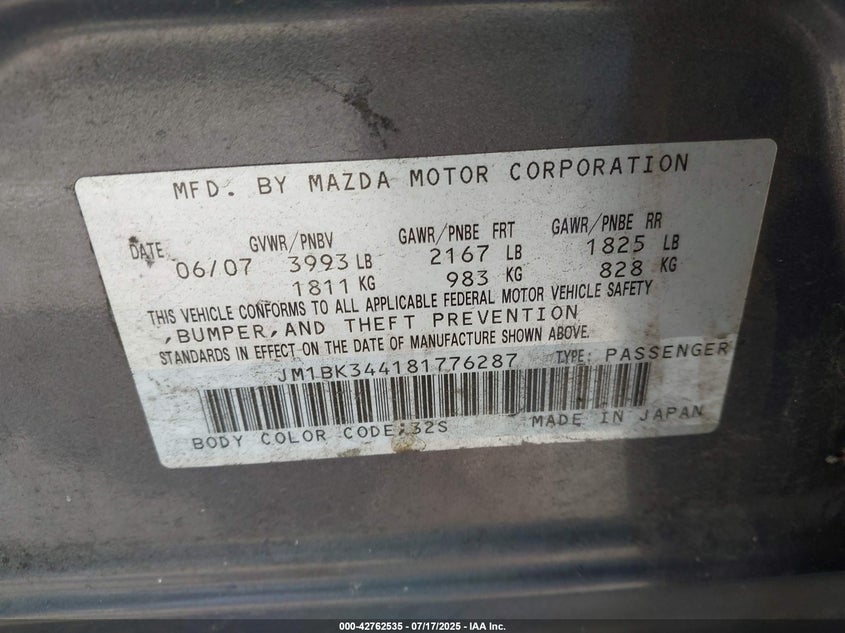 MFD. BY MAZDA MOTOR CORPORATION
DATE GVWR/PNBV GAWR/PNBE FRT GAWR/PNBE RR
06/07 3993 LB 2167 LB 1825 LB
1811 KG 983 KG 828 KG
THIS VEHICLE CONFORMS TO ALL APPLICABLE FEDERAL MOTOR VEHICLE SAFETY
,BUMPER,AND THEFT PREVENTION
STANDARDS IN EFFECT ON THE DATE OF MANUFACTURE SHOWN ABOVE.
JM1BK344181776287 TYPE: PASSENGER
BODY COLOR CODE:32S MADE IN JAPAN
000-42762535 - 07/17/2025 - IAA Inc.